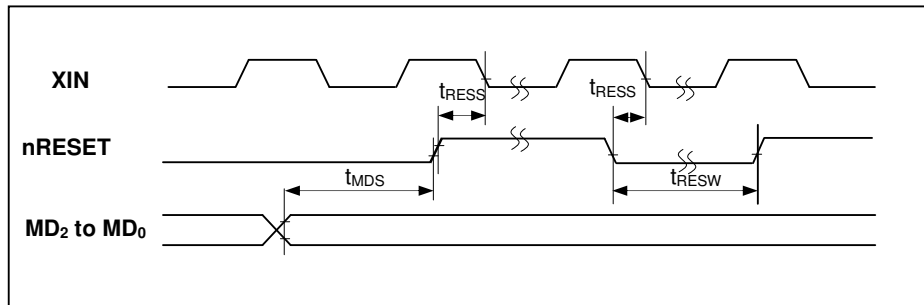 XIN
tRESS
tRESS
nRESET
tMDS
tRESW
MD2 to MD0